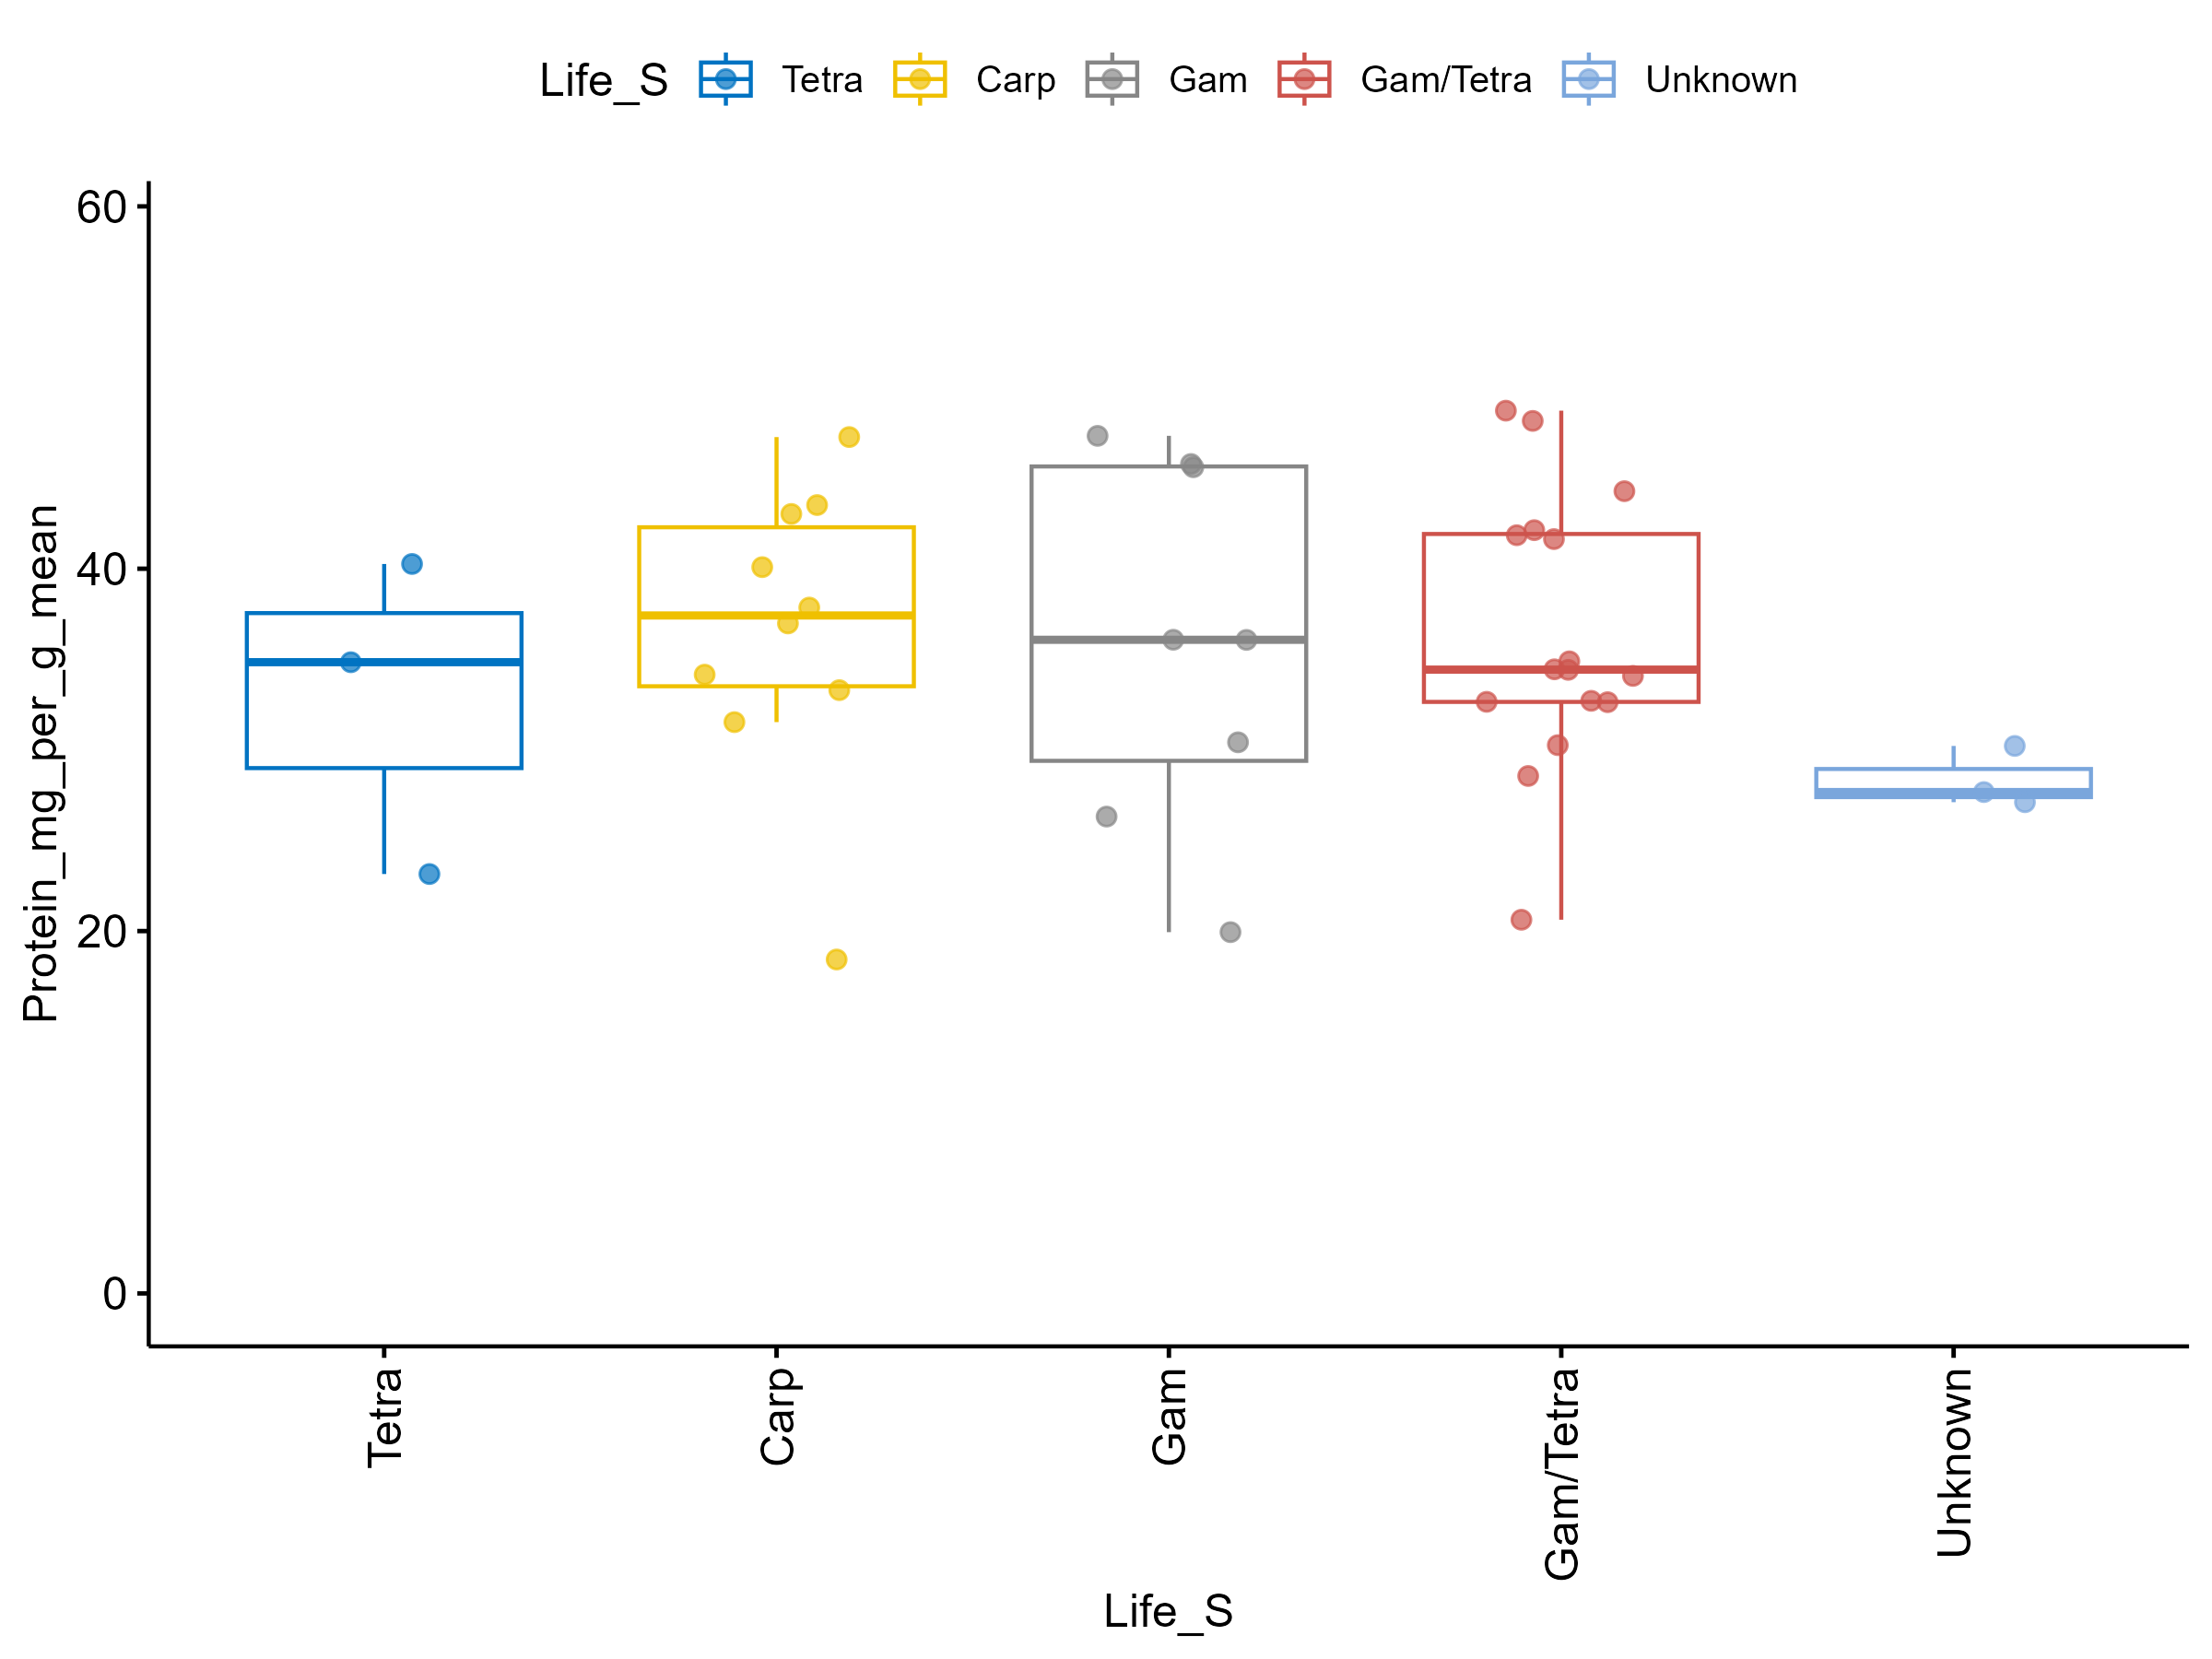 Life_S Tetra Carp Gam Gam/Tetra Unknown
Protein_mg_per_g_mean
60
40
20
0
Tetra
Carp
Gam
Gam/Tetra
Unknown
Life_S